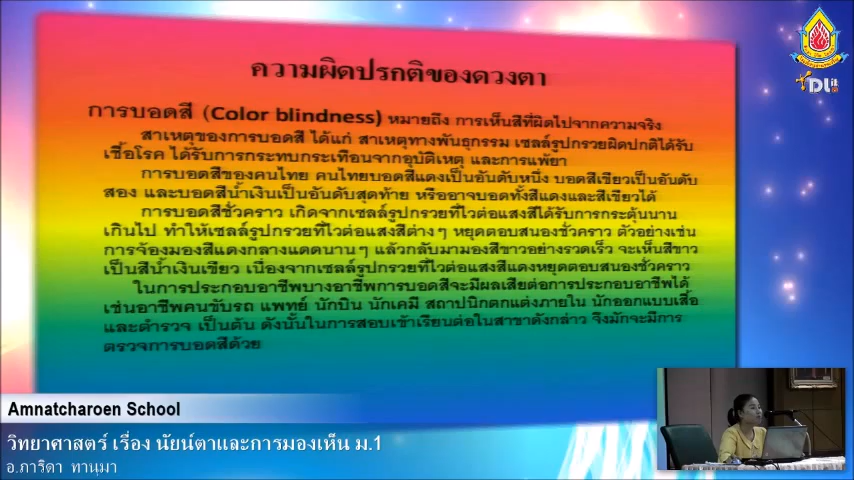 ความผิดปรกติของดวงตา
การบอดสี (Color blindness) หมายถึง การเห็นสีที่ผิดไปจากความจริง
สาเหตุของการบอดสี ได้แก่ สาเหตุทางพันธุกรรม เซลล์รูปกรวยผิดปกติได้รับ
เชื้อโรค ได้รับการกระทบกระเทือนจากอุบัติเหตุ และการแพ้ยา
การบอดสีของคนไทย คนไทยบอดสีแดงเป็นอันดับหนึ่ง บอดสีเขียวเป็นอันดับ
สอง และบอดสีน้ำเงินเป็นอันดับสุดท้าย หรืออาจบอดทั้งสีแดงและสีเขียวได้
การบอดสีชั่วคราว เกิดจากเซลล์รูปกรวยที่ไวต่อแสงสีได้รับการกระตุ้นนาน
เกินไป ทำให้เซลล์รูปกรวยที่ไวต่อแสงสีต่างๆ หยุดตอบสนองชั่วคราว ตัวอย่างเช่น
การจ้องมองสีแดงกลางแดดนานๆ แล้วกลับมามองสีขาวอย่างรวดเร็ว จะเห็นสีขาว
เป็นสีน้ำเงินเขียว เนื่องจากเซลล์รูปกรวยที่ไวต่อแสงสีแดงหยุดตอบสนองชั่วคราว
ในการประกอบอาชีพบางอาชีพการบอดสีจะมีผลเสียต่อการประกอบอาชีพได้
เช่นอาชีพคนขับรถ แพทย์ นักบิน นักเคมี สถาปนิกตกแต่งภายใน นักออกแบบเสื้อ
และตำรวจ เป็นต้น ดังนั้นในการสอบเข้าเรียนต่อในสาขาดังกล่าว จึงมักจะมีการ
ตรวจการบอดสีด้วย
DLit
Amnatcharoen School
วิทยาศาสตร์ เรื่อง นัยน์ตาและการมองเห็น ม.1
อ.ภาริดา ทานุมา